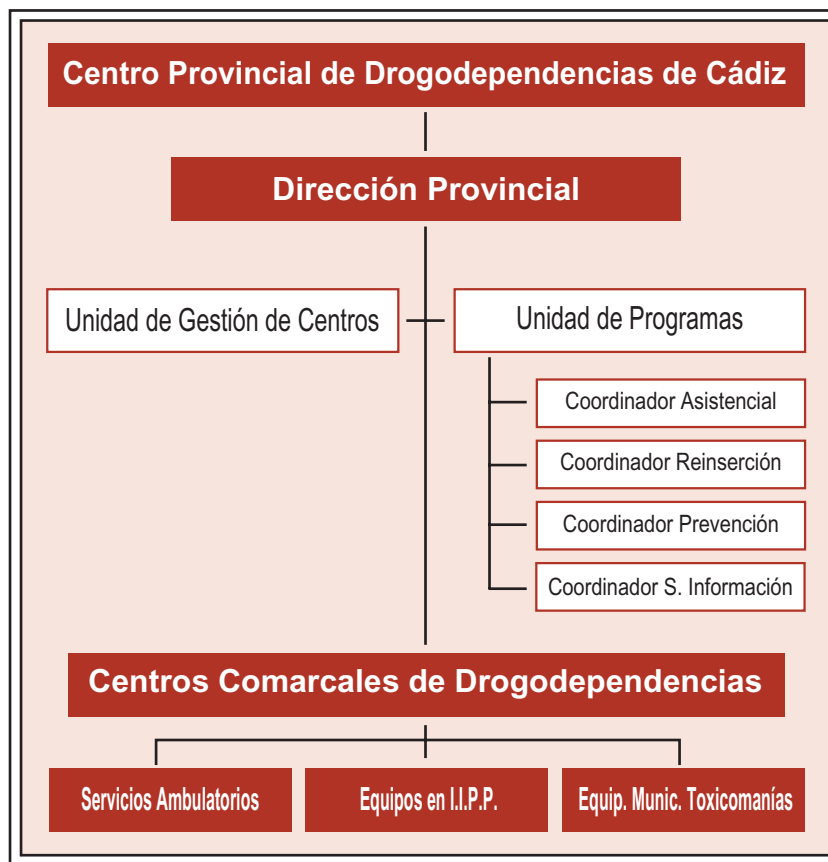 Centro Provincial de Drogodependencias de Cádiz
Dirección Provincial
Unidad de Gestión de Centros
Unidad de Programas
Coordinador Asistencial
Coordinador Reinserción
Coordinador Prevención
Coordinador S. Información
Centros Comarcales de Drogodependencias
Servicios Ambulatorios
Equipos en I.I.P.P.
Equip. Munic. Toxicomanías